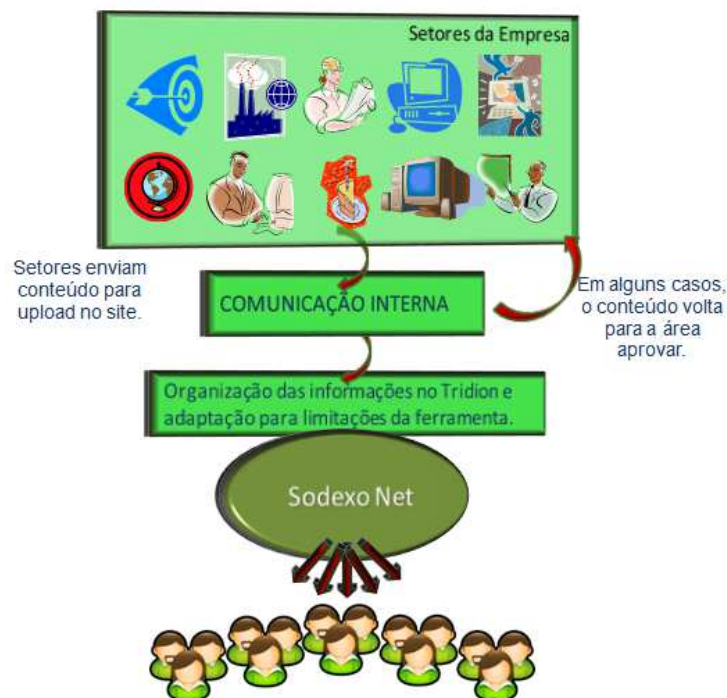 Setores da Empresa
Setores enviam
conteúdo para
upload no site.
COMUNICAÇÃO INTERNA
Em alguns casos,
o conteúdo volta
para a área
aprovar.
Organização das informações no Tridion e
adaptação para limitações da ferramenta.
Sodexo Net